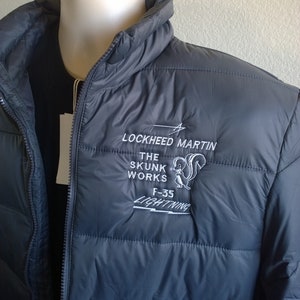 LOCKHEED MARTIN
THE
SKUNK
WORKS
F-35
LIGHTNING